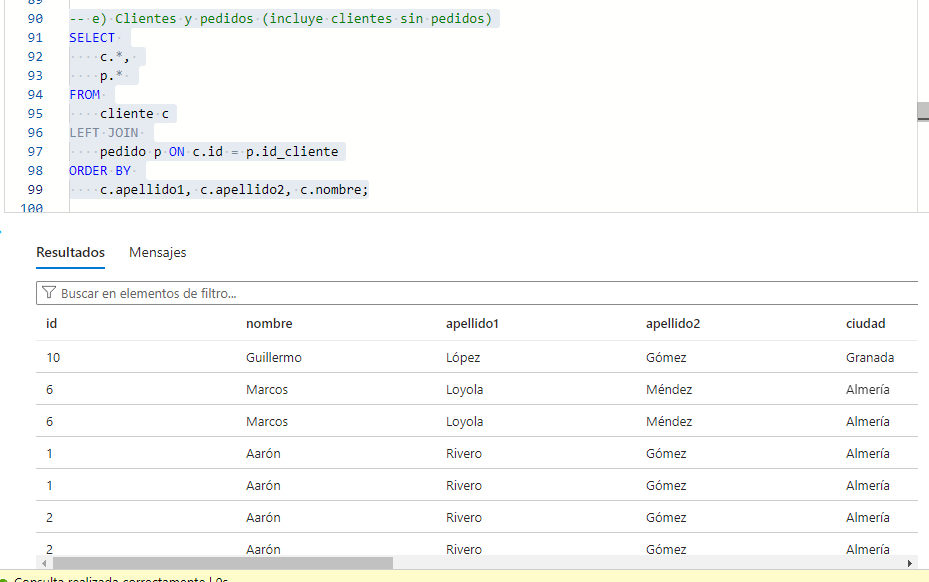 89
90 -- e) Clientes y pedidos (incluye clientes sin pedidos)
91 SELECT
92 c.*,
93 p.*
94 FROM
95 cliente c
96 LEFT JOIN
97 pedido p ON c.id = p.id_cliente
98 ORDER BY
99 c.apellido1, c.apellido2, c.nombre;
100
Resultados Mensajes
Buscar en elementos de filtro...
id nombre apellido1 apellido2 ciudad
10 Guillermo López Gómez Granada
6 Marcos Loyola Méndez Almería
6 Marcos Loyola Méndez Almería
1 Aarón Rivero Gómez Almería
1 Aarón Rivero Gómez Almería
2 Aarón Rivero Gómez Almería
2 Aarón Rivero Gómez Almería
Consulta realizada correctamente | 0s